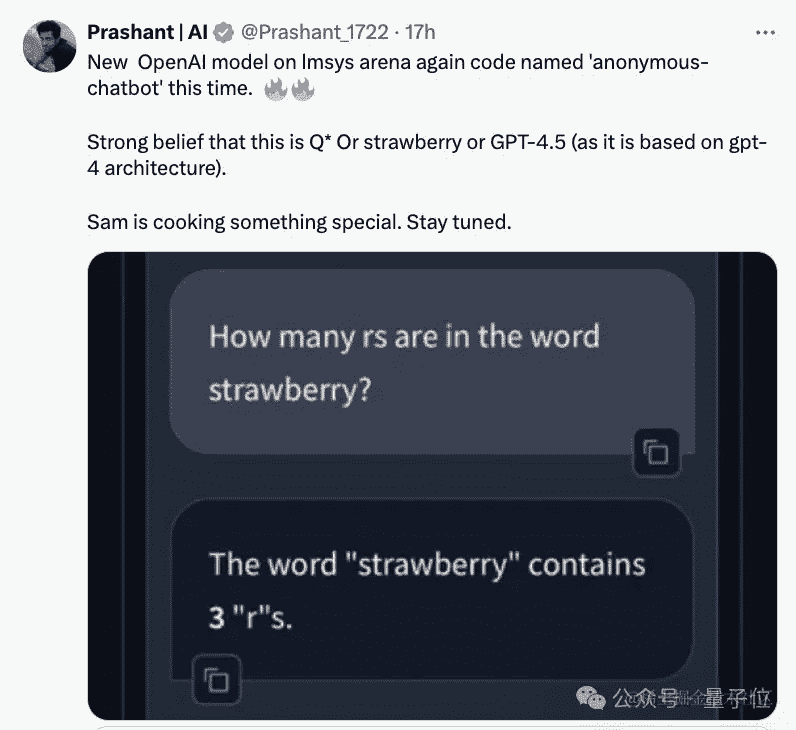 Prashant | AI @Prashant_1722 · 17h
New OpenAI model on lmsys arena again code named 'anonymous-
chatbot' this time. 🔥🔥
Strong belief that this is Q* Or strawberry or GPT-4.5 (as it is based on gpt-
4 architecture).
Sam is cooking something special. Stay tuned.
How many rs are in the word
strawberry?
The word "strawberry" contains
3 "r"s.
公众号 · 量子位